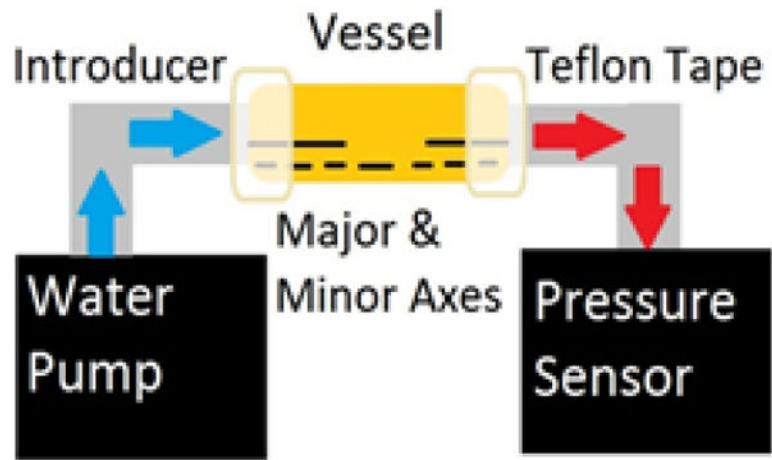 Vessel
Introducer
Teflon Tape
Major &
Minor Axes
Water
Pump
Pressure
Sensor